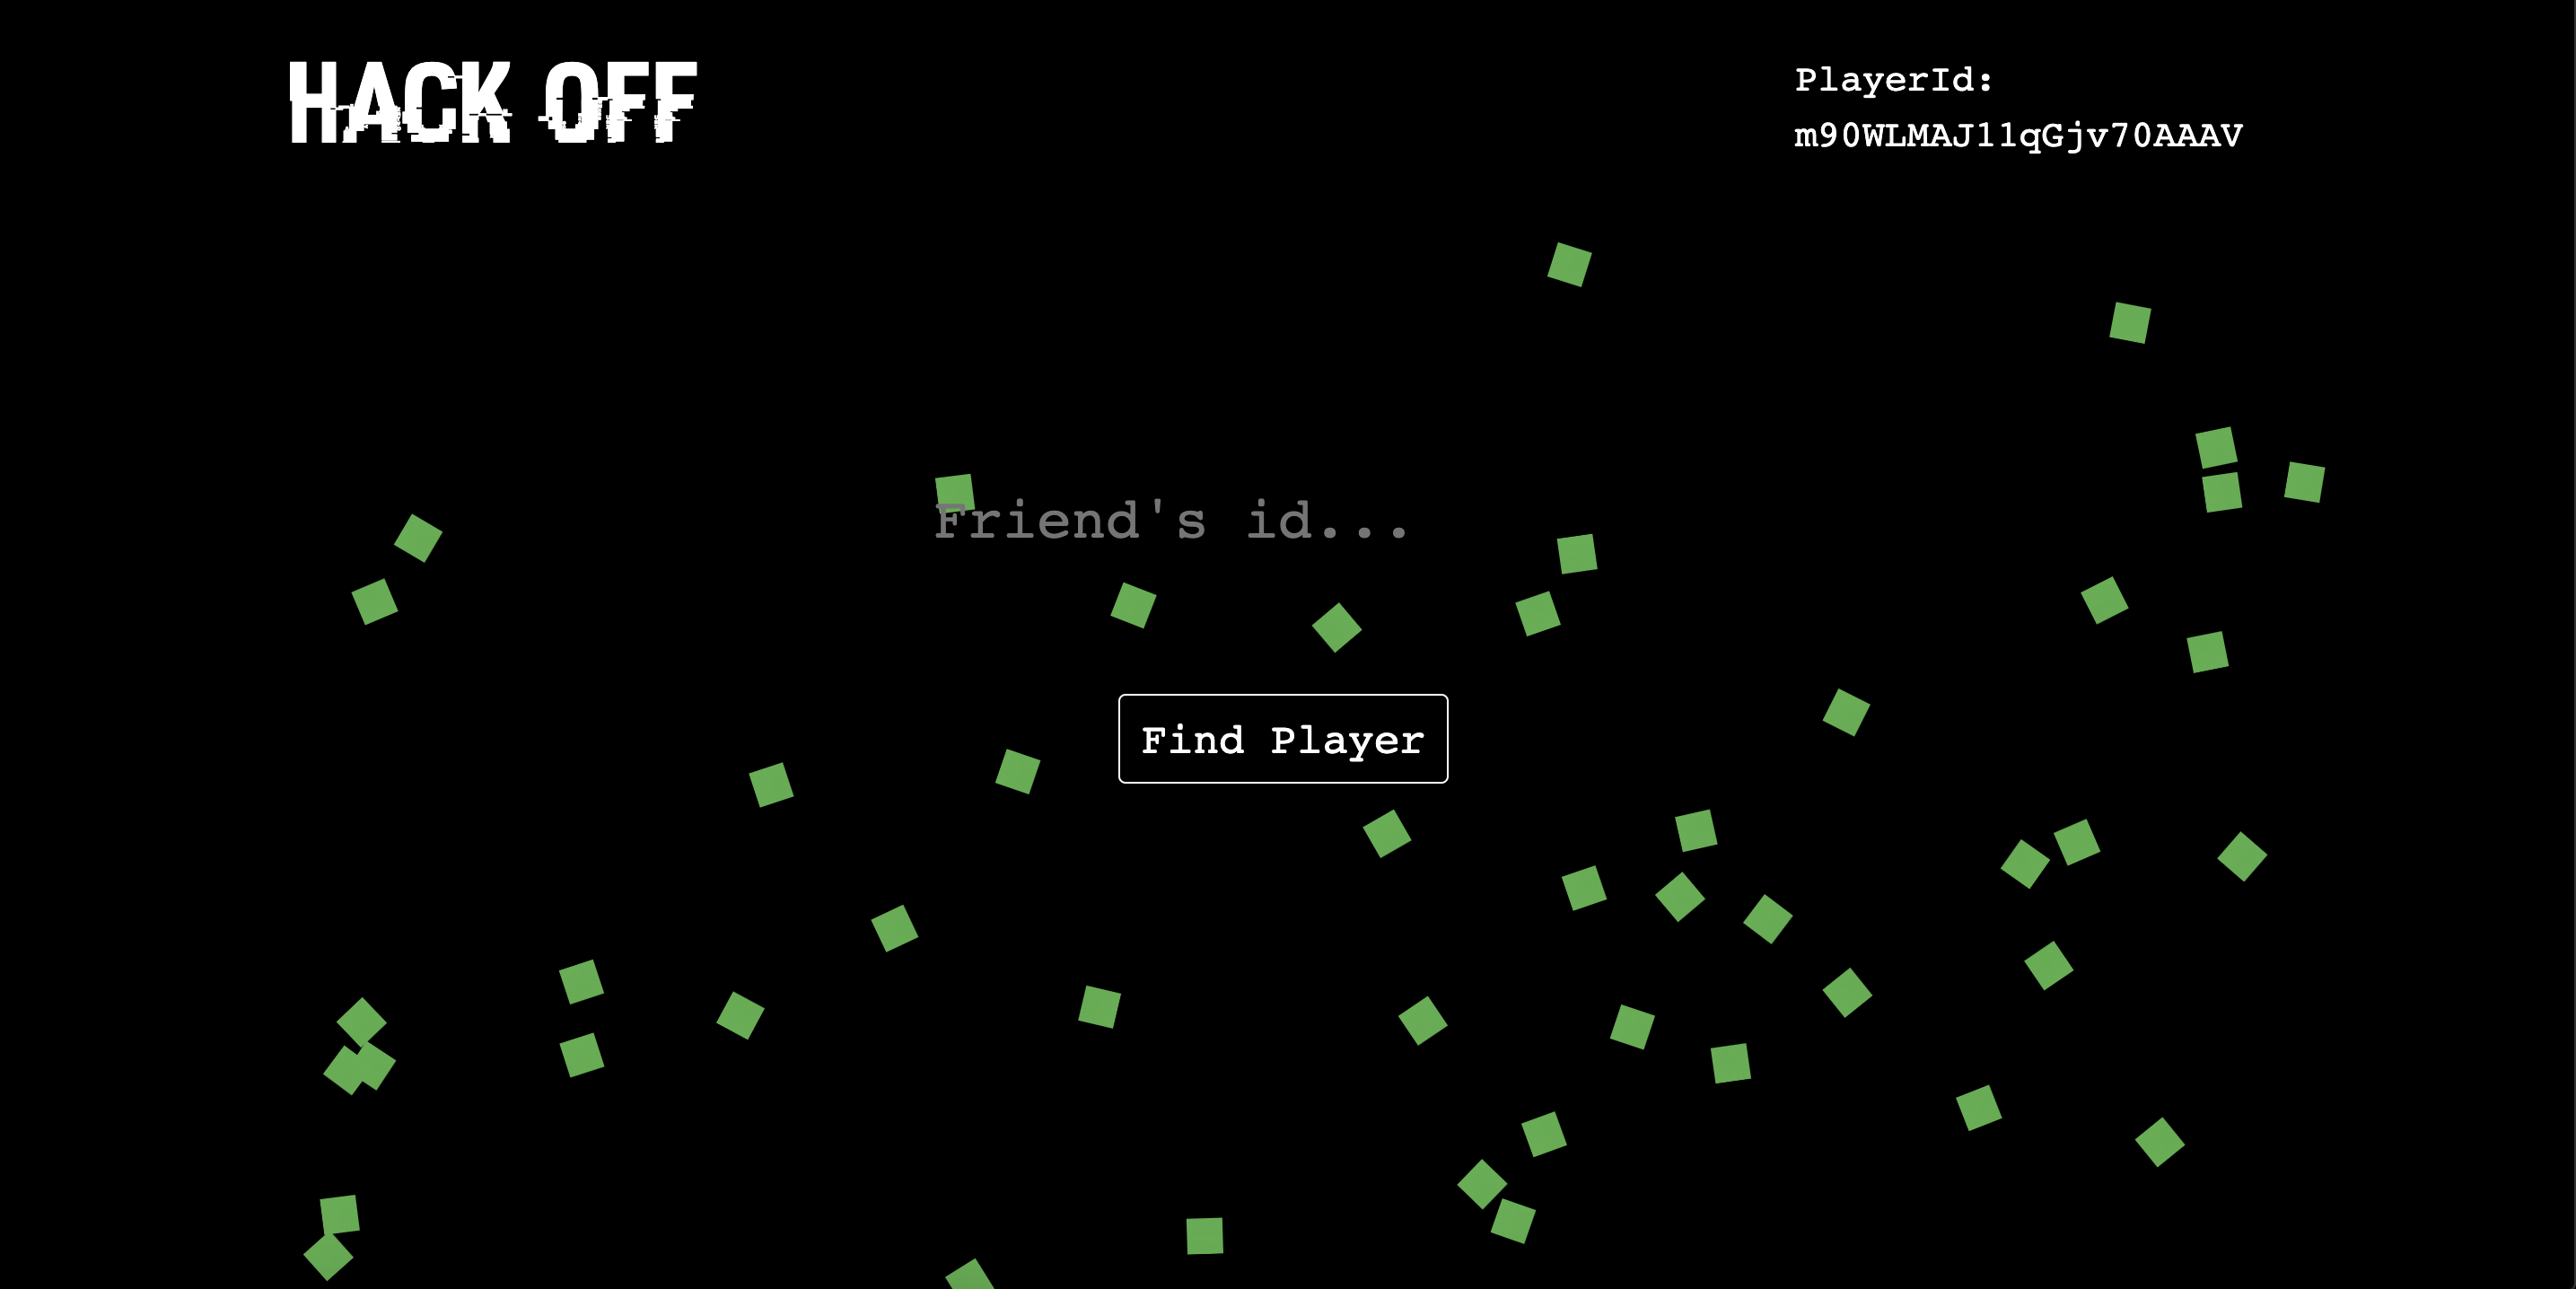 HACK OFF
PlayerId:
m90WLMAJ11qGjv70AAAV
Friend's id...
Find Player